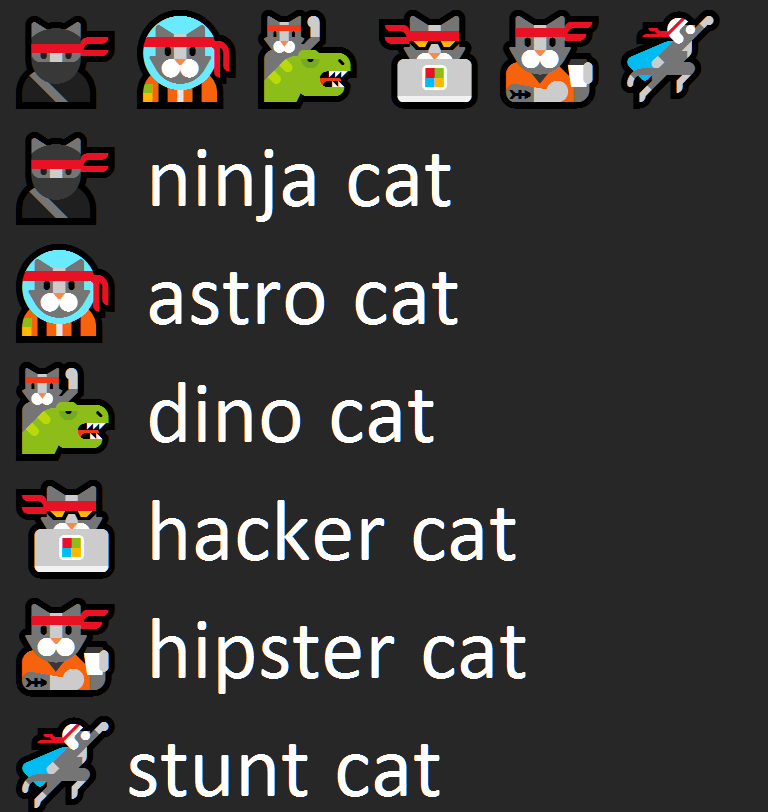 ninja cat
astro cat
dino cat
hacker cat
hipster cat
stunt cat